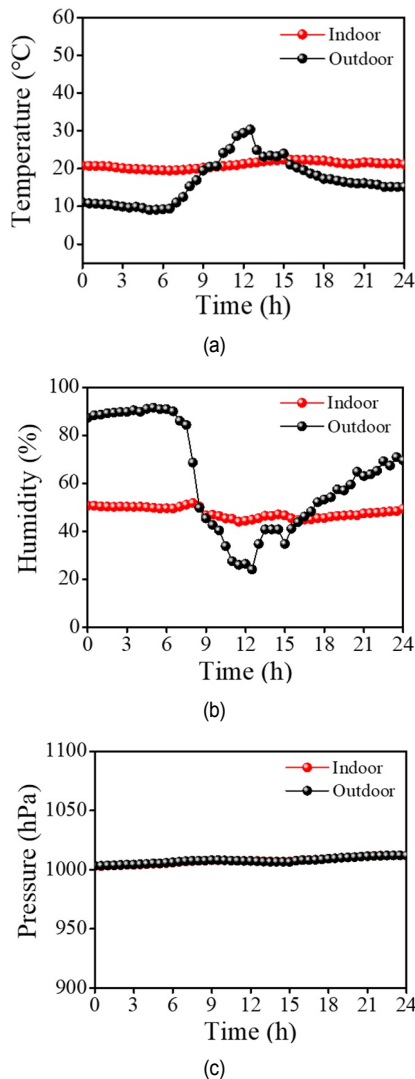 60
50
40
30
20
10
0
Temperature (℃)
Indoor
Outdoor
0 3 6 9 12 15 18 21 24
Time (h)
(a)
100
80
60
40
20
0
Humidity (%)
Indoor
Outdoor
0 3 6 9 12 15 18 21 24
Time (h)
(b)
1100
1050
1000
950
900
Pressure (hPa)
Indoor
Outdoor
0 3 6 9 12 15 18 21 24
Time (h)
(c)